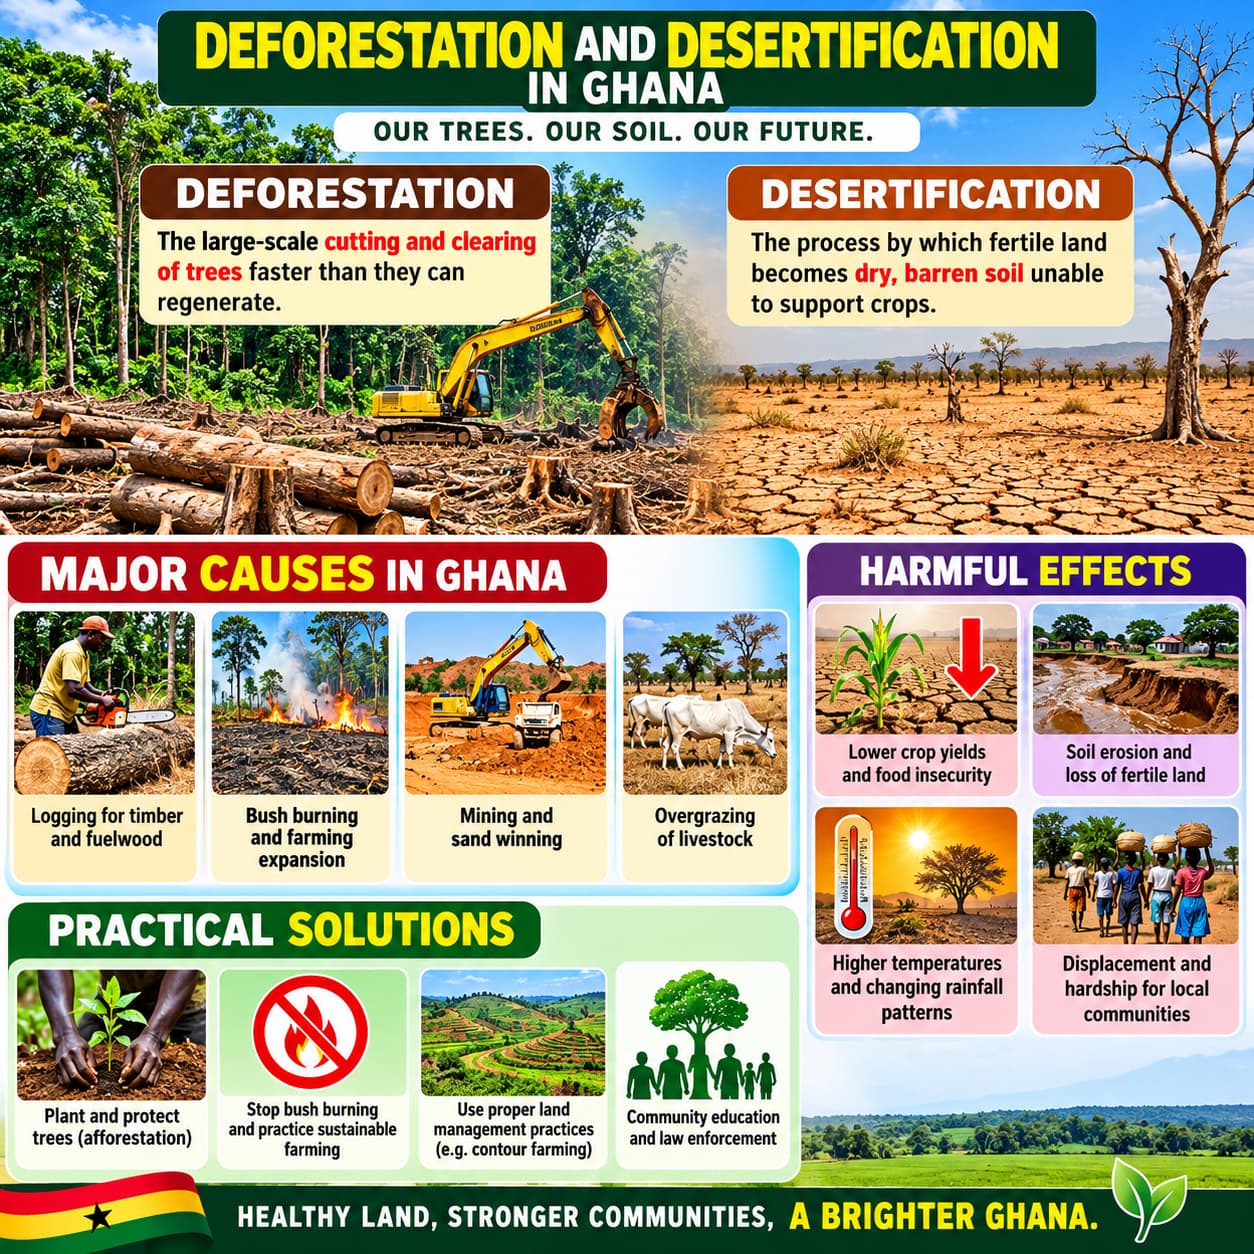 DEFORESTATION AND DESERTIFICATION
IN GHANA
OUR TREES. OUR SOIL. OUR FUTURE.
DEFORESTATION
The large-scale cutting and clearing
of trees faster than they can
regenerate.
DESERTIFICATION
The process by which fertile land
becomes dry, barren soil unable
to support crops.
MAJOR CAUSES IN GHANA
Logging for timber
and fuelwood
Bush burning
and farming
expansion
Mining and
sand winning
Overgrazing
of livestock
HARMFUL EFFECTS
Lower crop yields
and food insecurity
Soil erosion and
loss of fertile land
Higher temperatures
and changing rainfall
patterns
Displacement and
hardship for local
communities
PRACTICAL SOLUTIONS
Plant and protect
trees (afforestation)
Stop bush burning
and practice sustainable
farming
Use proper land
management practices
(e.g. contour farming)
Community education
and law enforcement
HEALTHY LAND, STRONGER COMMUNITIES, A BRIGHTER GHANA.